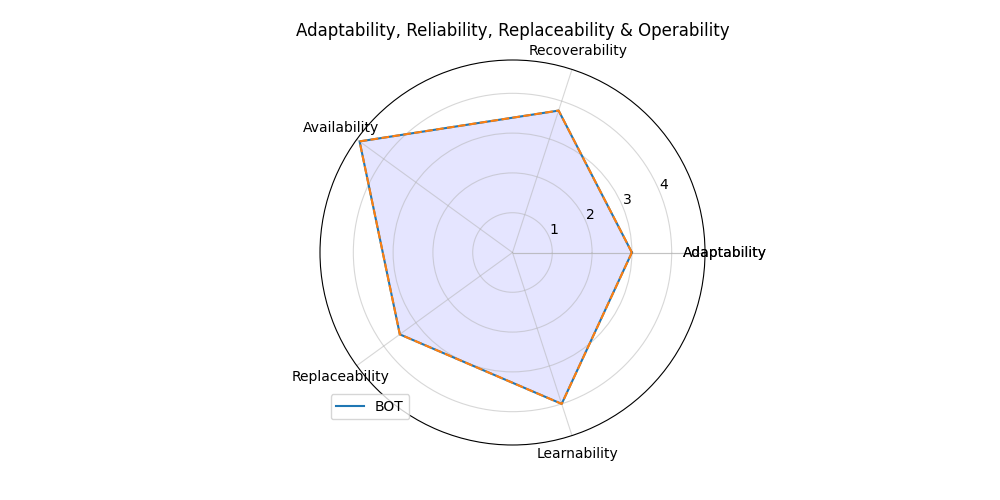 Adaptability, Reliability, Replaceability & Operability
Recoverability
Availability
4
3
2
1
Adaptability
Replaceability
BOT
Learnability